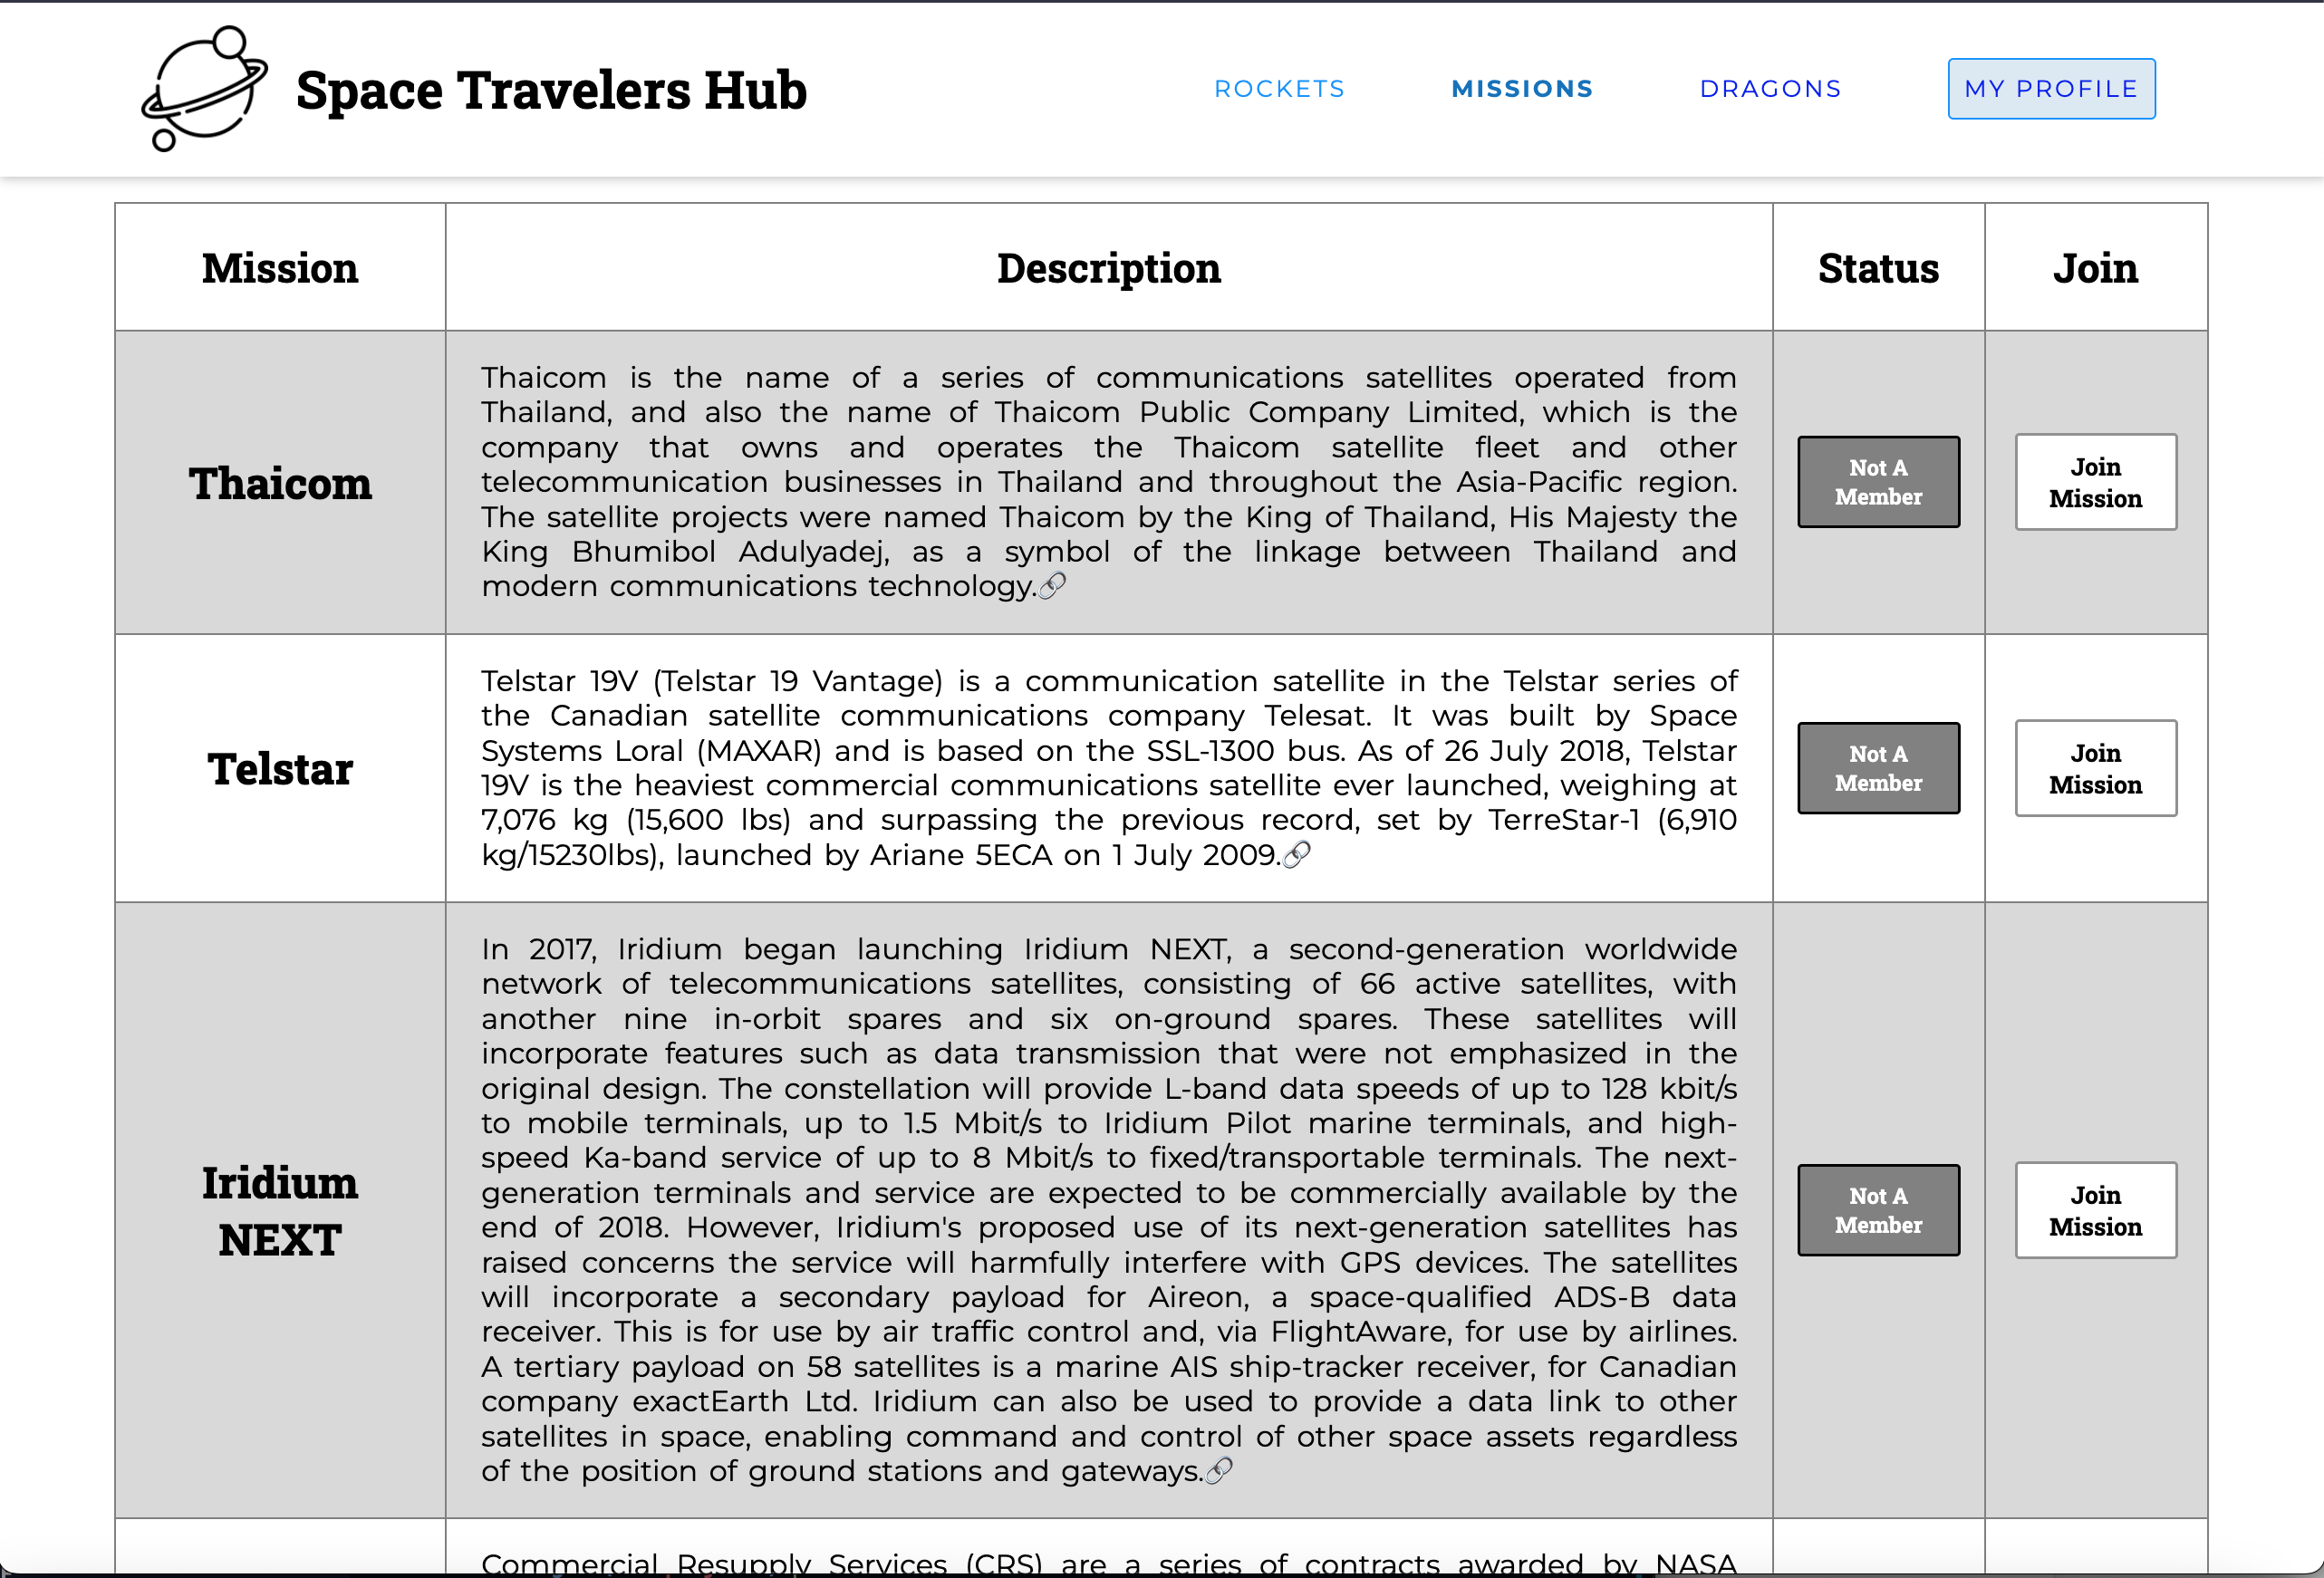 Space Travelers Hub
ROCKETS
MISSIONS
DRAGONS
MY PROFILE
Mission
Description
Status
Join
Thaicom
Thaicom is the name of a series of communications satellites operated from
Thailand, and also the name of Thaicom Public Company Limited, which is the
company that owns and operates the Thaicom satellite fleet and other
telecommunication businesses in Thailand and throughout the Asia-Pacific region.
The satellite projects were named Thaicom by the King of Thailand, His Majesty the
King Bhumibol Adulyadej, as a symbol of the linkage between Thailand and
modern communications technology.🔗
Not A
Member
Join
Mission
Telstar
Telstar 19V (Telstar 19 Vantage) is a communication satellite in the Telstar series of
the Canadian satellite communications company Telesat. It was built by Space
Systems Loral (MAXAR) and is based on the SSL-1300 bus. As of 26 July 2018, Telstar
19V is the heaviest commercial communications satellite ever launched, weighing at
7,076 kg (15,600 lbs) and surpassing the previous record, set by TerreStar-1 (6,910
kg/15230lbs), launched by Ariane 5ECA on 1 July 2009.🔗
Not A
Member
Join
Mission
Iridium
NEXT
In 2017, Iridium began launching Iridium NEXT, a second-generation worldwide
network of telecommunications satellites, consisting of 66 active satellites, with
another nine in-orbit spares and six on-ground spares. These satellites will
incorporate features such as data transmission that were not emphasized in the
original design. The constellation will provide L-band data speeds of up to 128 kbit/s
to mobile terminals, up to 1.5 Mbit/s to Iridium Pilot marine terminals, and high-
speed Ka-band service of up to 8 Mbit/s to fixed/transportable terminals. The next-
generation terminals and service are expected to be commercially available by the
end of 2018. However, Iridium's proposed use of its next-generation satellites has
raised concerns the service will harmfully interfere with GPS devices. The satellites
will incorporate a secondary payload for Aireon, a space-qualified ADS-B data
receiver. This is for use by air traffic control and, via FlightAware, for use by airlines.
A tertiary payload on 58 satellites is a marine AIS ship-tracker receiver, for Canadian
company exactEarth Ltd. Iridium can also be used to provide a data link to other
satellites in space, enabling command and control of other space assets regardless
of the position of ground stations and gateways.🔗
Not A
Member
Join
Mission
Commercial Resupply Services (CRS) are a series of contracts awarded by NASA